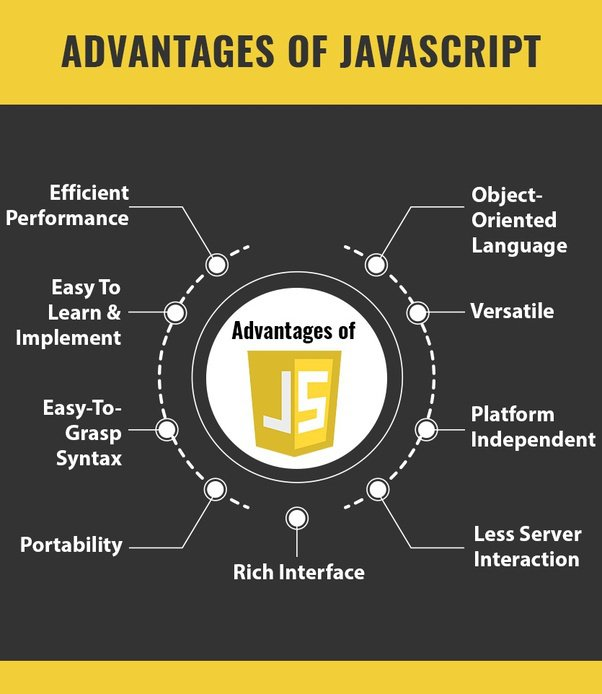 ADVANTAGES OF JAVASCRIPT
Efficient
Performance
Easy To
Learn &
Implement
Easy-To-
Grasp
Syntax
Portability
Advantages of
JS
Rich Interface
Object-
Oriented
Language
Versatile
Platform
Independent
Less Server
Interaction